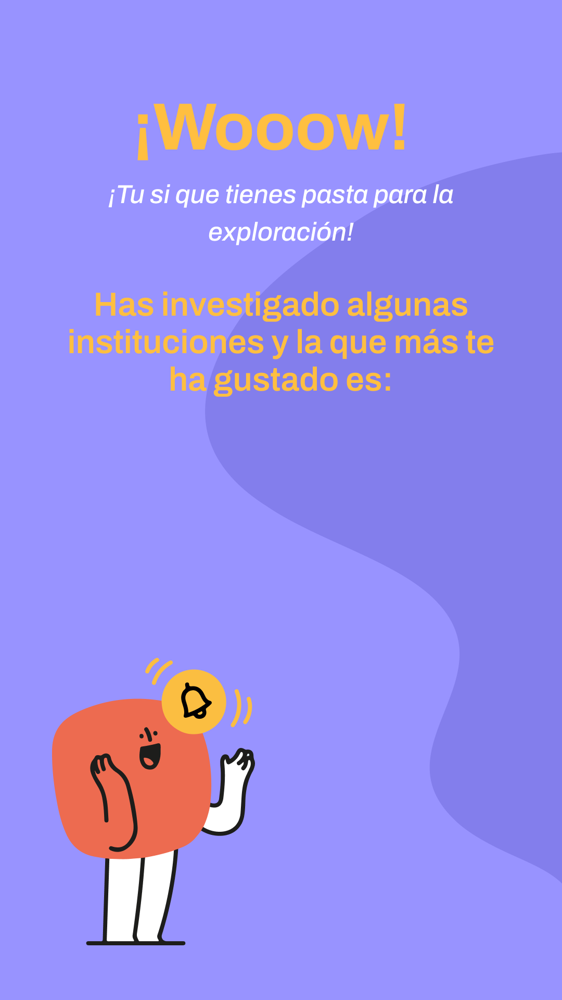 ¡Wooow!
¡Tu si que tienes pasta para la
exploración!
Has investigado algunas
instituciones y la que más te
ha gustado es: